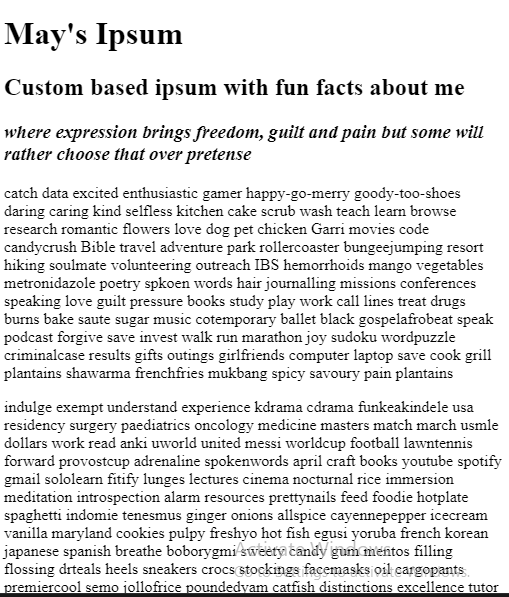 May's Ipsum
Custom based ipsum with fun facts about me
where expression brings freedom, guilt and pain but some will
rather choose that over pretense
catch data excited enthusiastic gamer happy-go-merry goody-too-shoes
daring caring kind selfless kitchen cake scrub wash teach learn browse
research romantic flowers love dog pet chicken Garri movies code
candycrush Bible travel adventure park rollercoaster bungeejumping resort
hiking soulmate volunteering outreach IBS hemorrhoids mango vegetables
metronidazole poetry spkoen words hair journalling missions conferences
speaking love guilt pressure books study play work call lines treat drugs
burns bake saute sugar music cotemporary ballet black gospelafrobeat speak
podcast forgive save invest walk run marathon joy sudoku wordpuzzle
criminalcase results gifts outings girlfriends computer laptop save cook grill
plantains shawarma frenchfries mukbang spicy savoury pain plantains
indulge exempt understand experience kdrama cdrama funkeakindele usa
residency surgery paediatrics oncology medicine masters match march usmle
dollars work read anki uworld united messi worldcup football lawntennis
forward provostcup adrenaline spokenwords april craft books youtube spotify
gmail sololearn fitify lunges lectures cinema nocturnal rice immersion
meditation introspection alarm resources prettynails feed foodie hotplate
spaghetti indomie tenesmus ginger onions allspice cayennepepper icecream
vanilla maryland cookies pulpy freshyo hot fish egusi yoruba french korean
japanese spanish breathe boborygmi sweety candy gum mentos filling
Activate Windows
flossing drteals heels sneakers crocs stockings facemasks oil cargopants
Go to Settings to activate Windows.
premiercool semo jollofrice poundedyam catfish distinctions excellence tutor